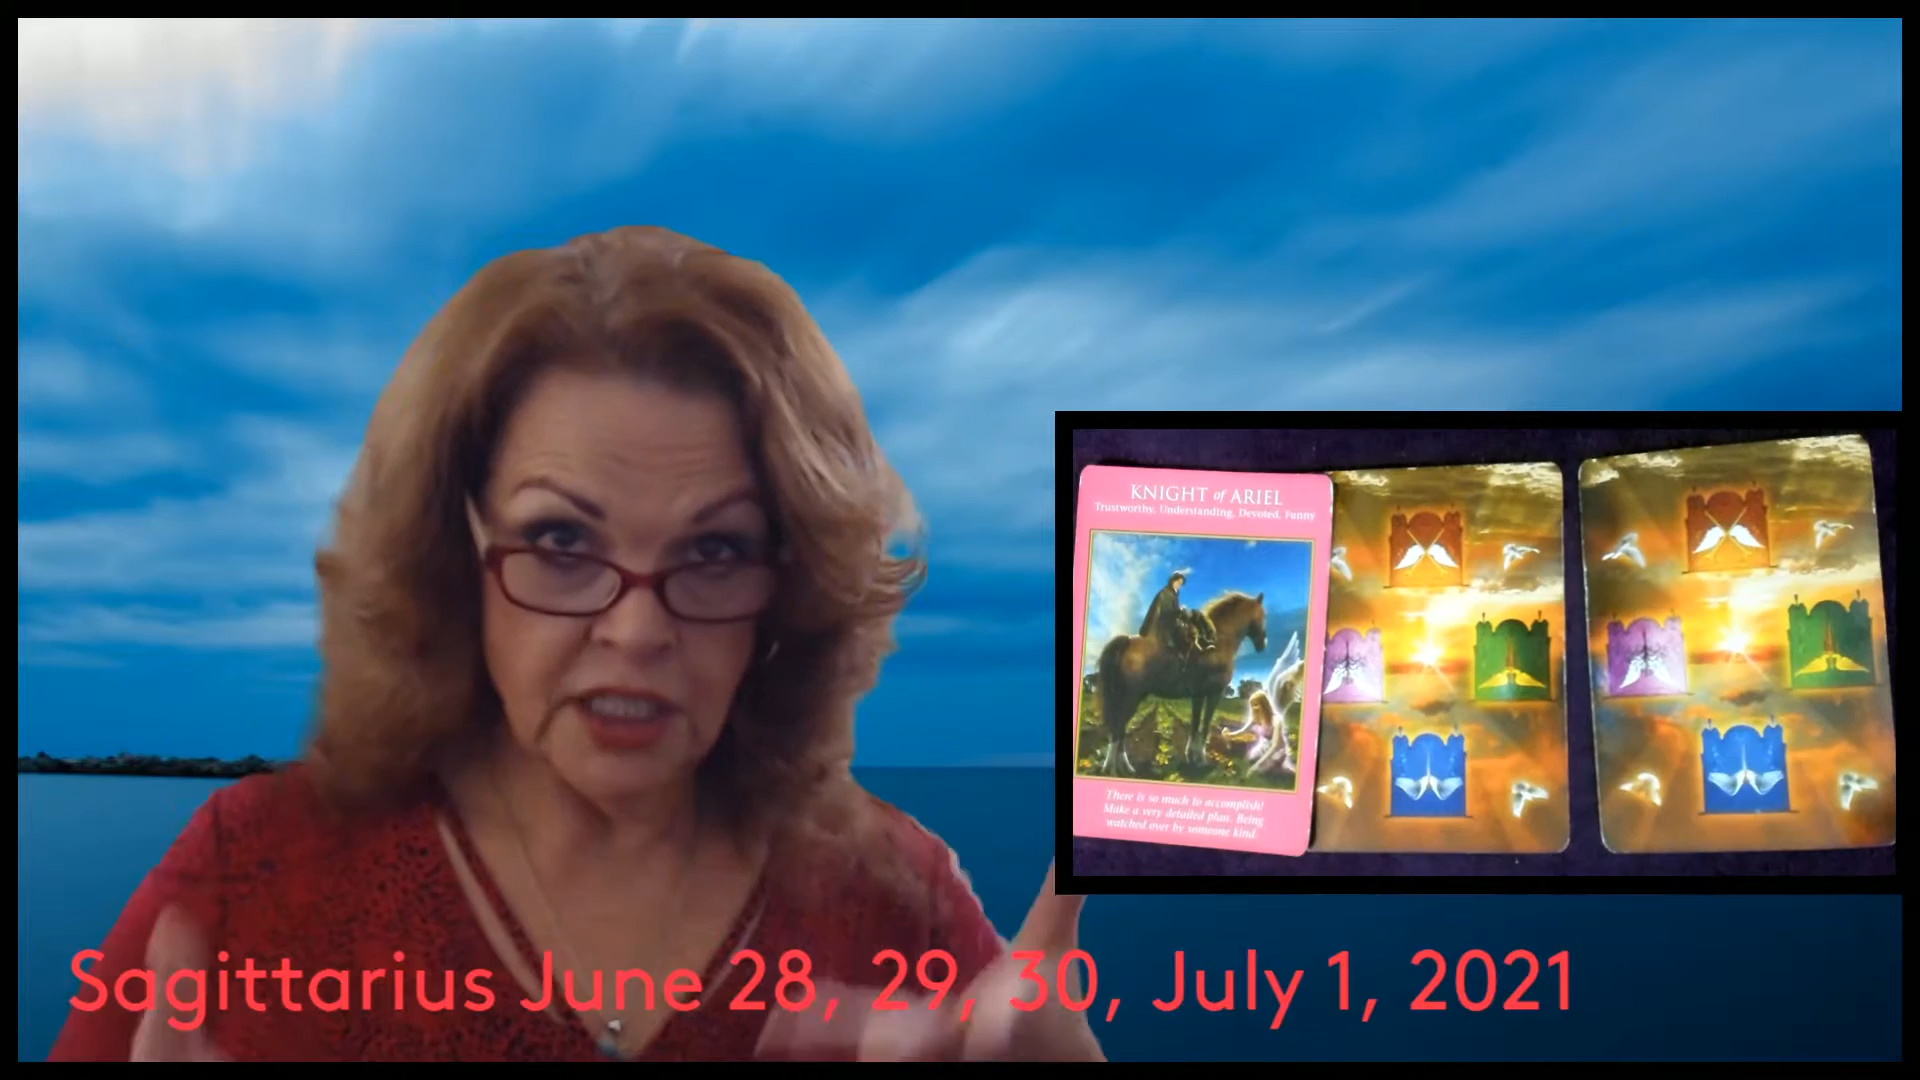 KNIGHT of ARIEL
Trustworthy, Understanding, Devoted, Funny
There is so much to accomplish!
Make a very detailed plan. Being
watched over by someone kind.
Sagittarius June 28, 29, 30, July 1, 2021